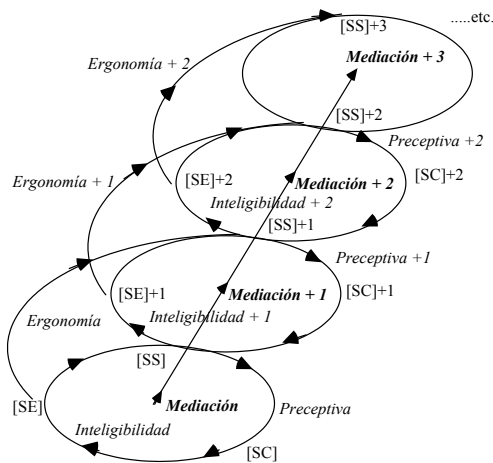 .....etc.
[SS]+3
Mediación + 3
Ergonomía + 2
[SS]+2
Preceptiva +2
[SE]+2
Mediación + 2
[SC]+2
Ergonomía + 1
Inteligibilidad + 2
[SS]+1
Preceptiva +1
[SE]+1
Mediación + 1
[SC]+1
Ergonomía
Inteligibilidad + 1
[SS]
[SE]
Mediación
Preceptiva
Inteligibilidad
[SC]